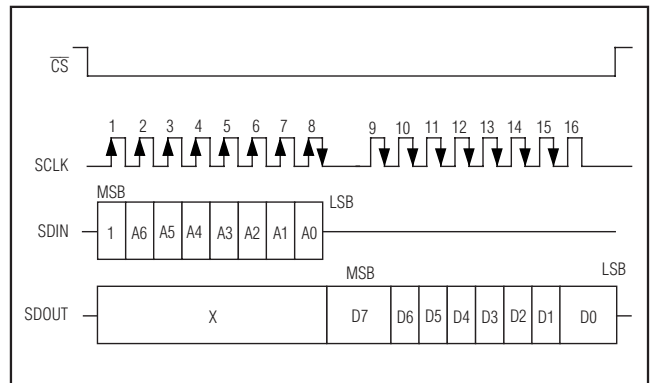 CS
1 2 3 4 5 6 7 8 9 10 11 12 13 14 15 16
SCLK
MSB
LSB
SDIN 1 A6 A5 A4 A3 A2 A1 A0
MSB
LSB
SDOUT X D7 D6 D5 D4 D3 D2 D1 D0